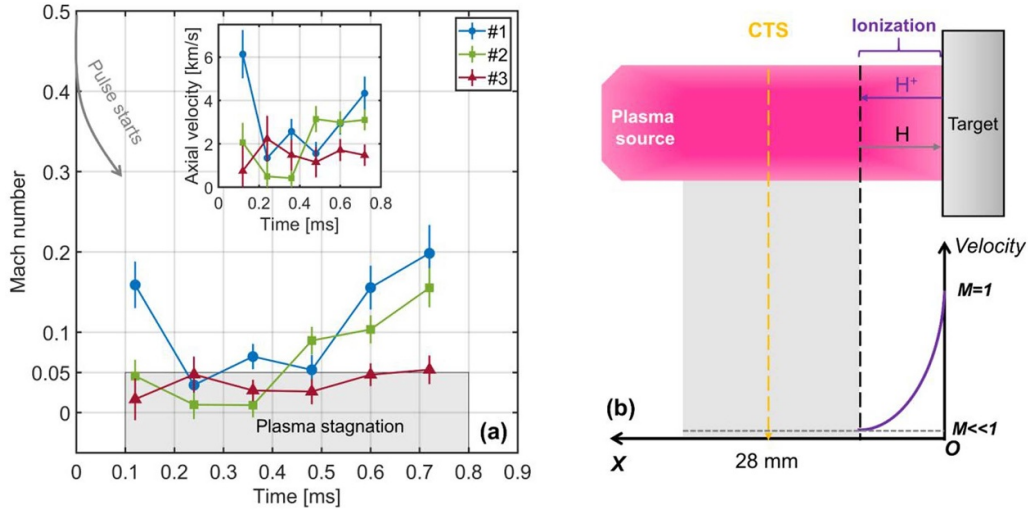 0.5
0.4
0.3
0.2
0.1
0.05
0
Mach number
0 0.1 0.2 0.3 0.4 0.5 0.6 0.7 0.8 0.9
Time [ms]
Pulse starts
Plasma stagnation
(a)
6
4
2
0
Axial velocity [km/s]
0 0.2 0.4 0.6 0.8
Time [ms]
#1
#2
#3
CTS
Ionization
Plasma
source
H+
H
Target
Velocity
M=1
M<<1
O
X
28 mm
(b)